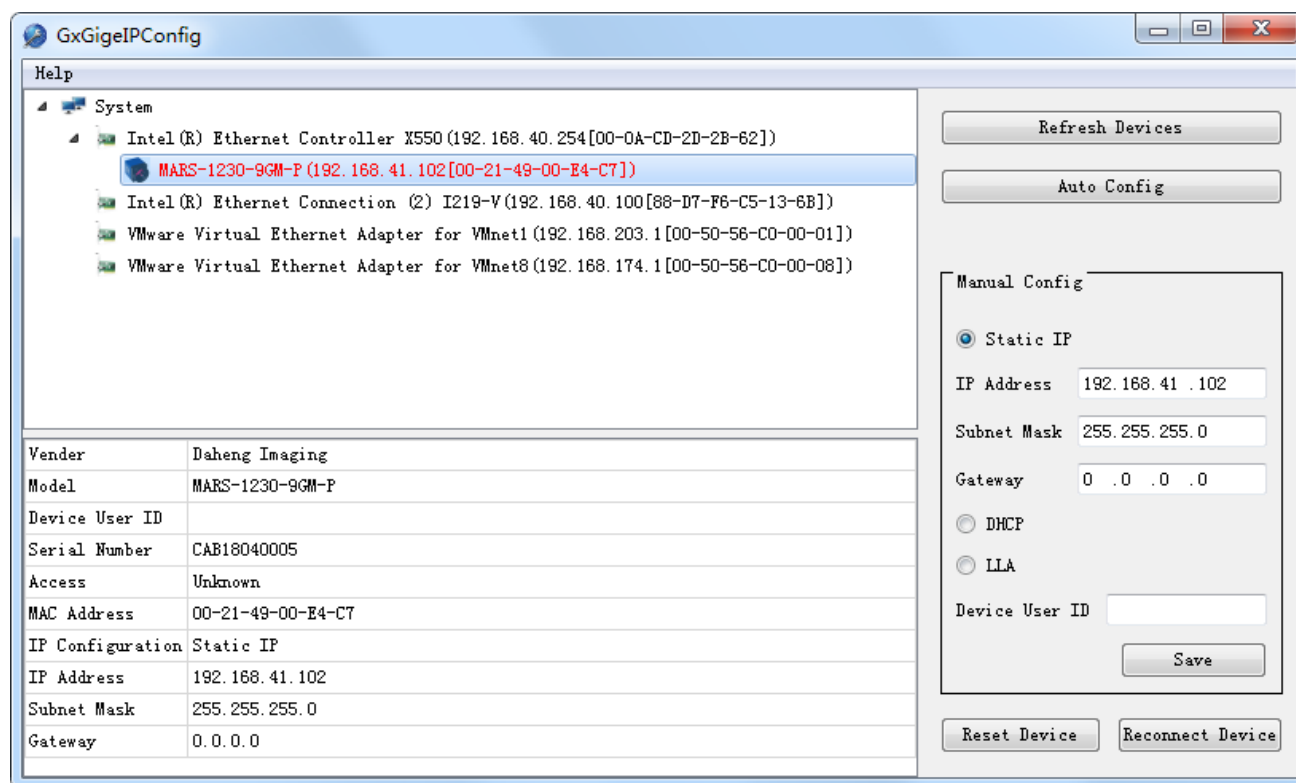 GxGigeIPConfig
Help
System
Intel(R) Ethernet Controller X550(192.168.40.254[00-0A-CD-2D-2B-62])
MARS-1230-9GM-P(192.168.41.102[00-21-49-00-E4-C7])
Intel(R) Ethernet Connection (2) I219-V(192.168.40.100[88-D7-F6-C5-13-6B])
VMware Virtual Ethernet Adapter for VMnet1(192.168.203.1[00-50-56-C0-00-01])
VMware Virtual Ethernet Adapter for VMnet8(192.168.174.1[00-50-56-C0-00-08])
Vender Daheng Imaging
Model MARS-1230-9GM-P
Device User ID
Serial Number CAB18040005
Access Unknown
MAC Address 00-21-49-00-E4-C7
IP Configuration Static IP
IP Address 192.168.41.102
Subnet Mask 255.255.255.0
Gateway 0.0.0.0
Refresh Devices
Auto Config
Manual Config
Static IP
IP Address 192.168.41 .102
Subnet Mask 255.255.255.0
Gateway 0 .0 .0 .0
DHCP
LLA
Device User ID
Save
Reset Device Reconnect Device